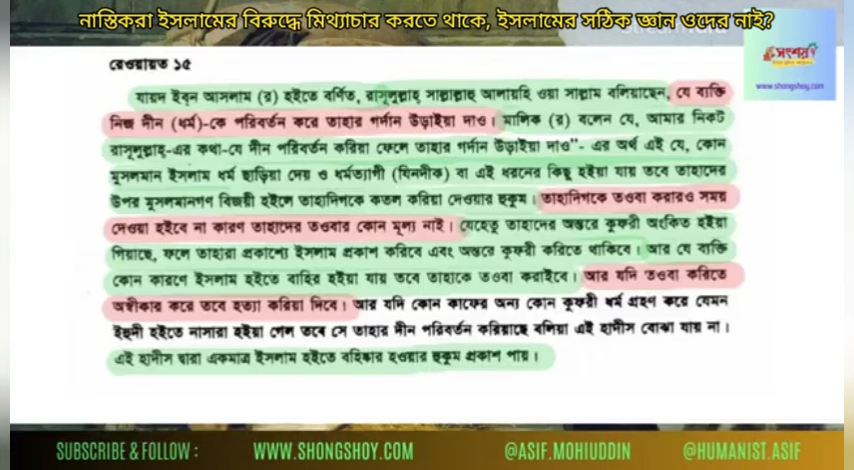 নাস্তিকরা ইসলামের বিরুদ্ধে মিথ্যাচার করতে থাকে, ইসলামের সঠিক জ্ঞান ওদের নাই?
সংশয়
www.shongshoy.com
রেওয়ায়ত ১৫
যায়দ ইবন আসলাম (র) হইতে বর্ণিত, রাসূলুল্লাহ্ সাল্লাল্লাহু আলায়হি ওয়া সাল্লাম বলিয়াছেন, যে ব্যক্তি
নিজ দীন (ধর্ম)-কে পরিবর্তন করে তাহার গর্দান উড়াইয়া দাও। মালিক (র) বলেন যে, আমার নিকট
রাসূলুল্লাহ্-এর কথা-যে দীন পরিবর্তন করিয়া ফেলে তাহার গর্দান উড়াইয়া দাও"- এর অর্থ এই যে, কোন
মুসলমান ইসলাম ধর্ম ছাড়িয়া দেয় ও ধর্মত্যাগী (যিনদীক) বা এই ধরনের কিছু হইয়া যায় তবে তাহাদের
উপর মুসলমানগণ বিজয়ী হইলে তাহাদিগকে কতল করিয়া দেওয়ার হুকুম। তাহাদিগকে তওবা করারও সময়
দেওয়া হইবে না কারণ তাহাদের তওবার কোন মূল্য নাই। যেহেতু তাহাদের অন্তরে কুফরী অংকিত হইয়া
গিয়াছে, ফলে তাহারা প্রকাশ্যে ইসলাম প্রকাশ করিবে এবং অন্তরে কুফরী করিতে থাকিবে। আর যে ব্যক্তি
কোন কারণে ইসলাম হইতে বাহির হইয়া যায় তবে তাহাকে তওবা করাইবে। আর যদি তওবা করিতে
অস্বীকার করে তবে হত্যা করিয়া দিবে। আর যদি কোন কাফের অন্য কোন কুফরী ধর্ম গ্রহণ করে যেমন
ইহুদী হইতে নাসারা হইয়া গেল তবে সে তাহার দীন পরিবর্তন করিয়াছে বলিয়া এই হাদীস বোঝা যায় না।
এই হাদীস দ্বারা একমাত্র ইসলাম হইতে বহিষ্কার হওয়ার হুকুম প্রকাশ পায়।
SUBSCRIBE & FOLLOW : WWW.SHONGSHOY.COM @ASIF.MOHIUDDIN @HUMANIST.ASIF